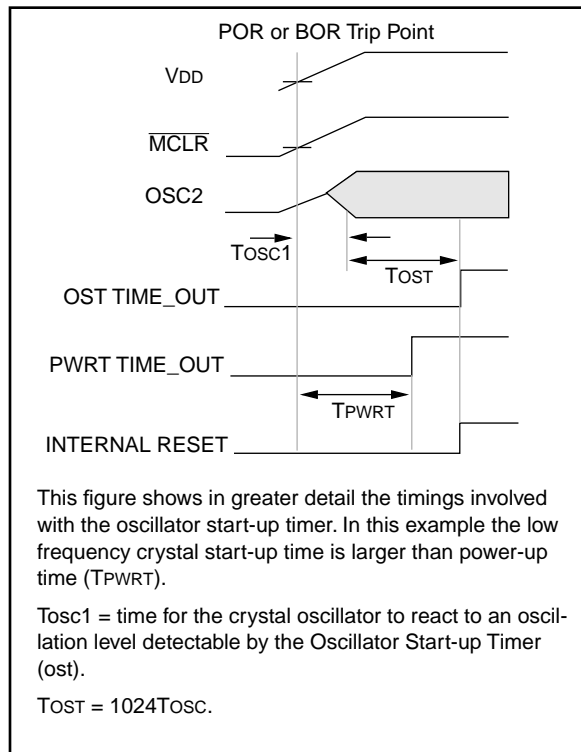 POR or BOR Trip Point
VDD
MCLR
OSC2
TOSC1
TOST
OST TIME_OUT
PWRT TIME_OUT
TPWRT
INTERNAL RESET
This figure shows in greater detail the timings involved
with the oscillator start-up timer. In this example the low
frequency crystal start-up time is larger than power-up
time (TPWRT).
Tosc1 = time for the crystal oscillator to react to an oscil-
lation level detectable by the Oscillator Start-up Timer
(ost).
TOST = 1024TOSC.